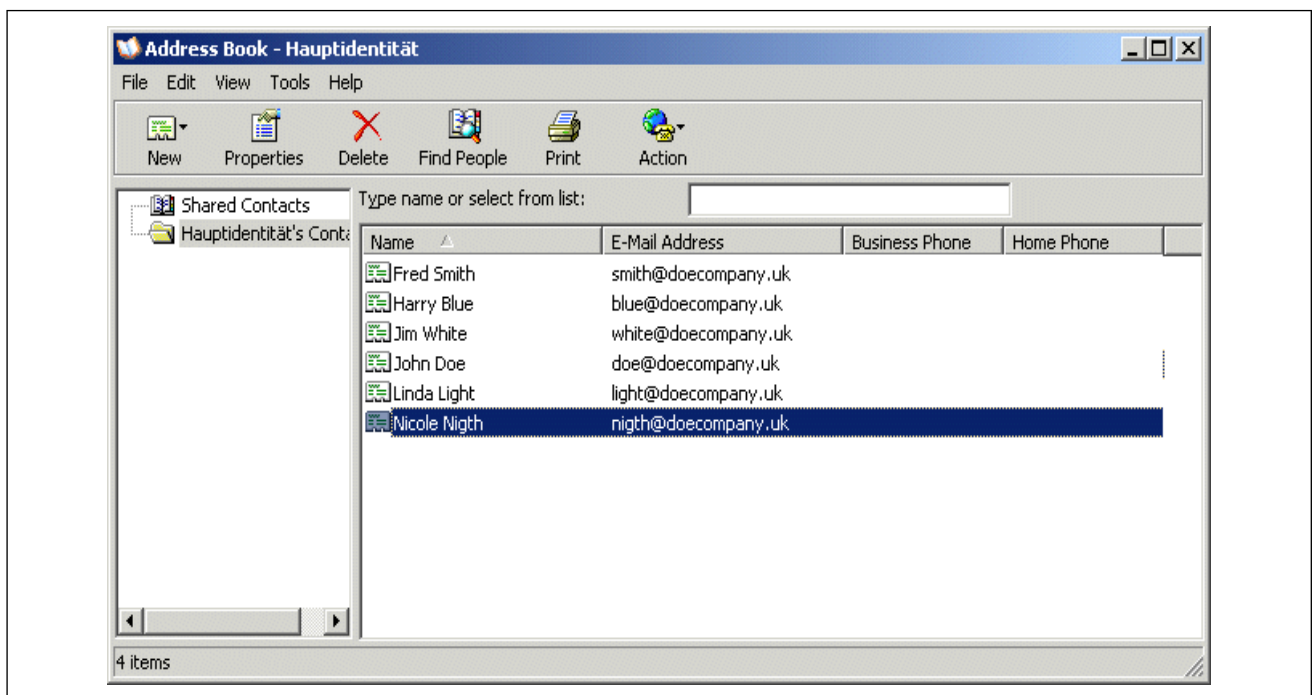 Address Book - Hauptidentität
File Edit View Tools Help
New Properties Delete Find People Print Action
Shared Contacts
Hauptidentität's Conta
Type name or select from list:
Name E-Mail Address Business Phone Home Phone
Fred Smith smith@doecompany.uk
Harry Blue blue@doecompany.uk
Jim White white@doecompany.uk
John Doe doe@doecompany.uk
Linda Light light@doecompany.uk
Nicole Nigth nigth@doecompany.uk
4 items